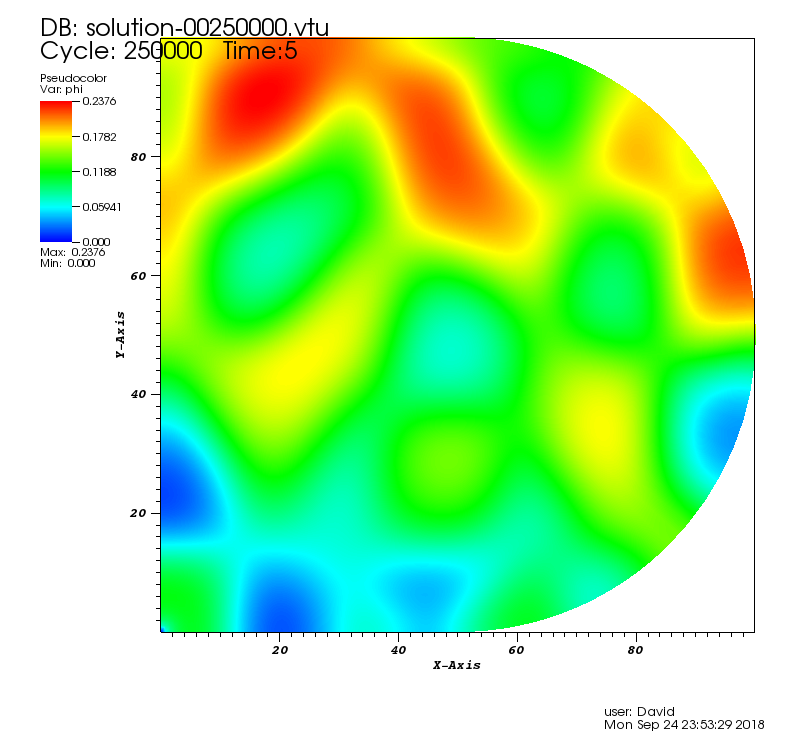 DB: solution-00250000.vtu
Cycle: 250000 Time:5
Pseudocolor
Var: phi
0.2376
0.1782
0.1188
0.05941
0.000
Max: 0.2376
Min: 0.000
80
60
40
20
Y-Axis
20 40 60 80
X-Axis
user: David
Mon Sep 24 23:53:29 2018